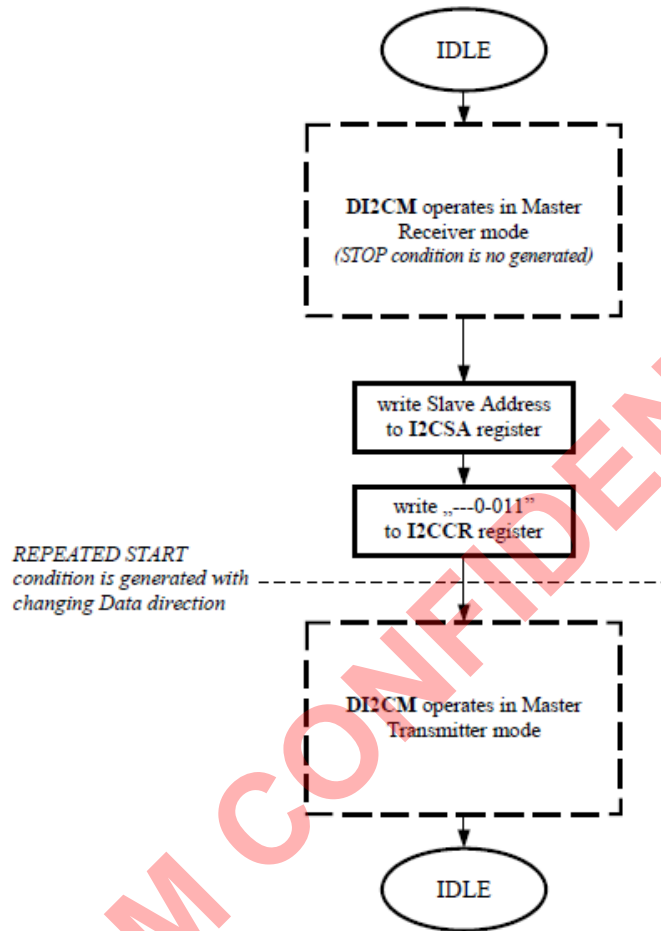 IDLE
DI2CM operates in Master
Receiver mode
(STOP condition is no generated)
write Slave Address
to I2CSA register
write „---0-011”
to I2CCR register
REPEATED START
condition is generated with
changing Data direction
DI2CM operates in Master
Transmitter mode
IDLE
M CONFIDEN